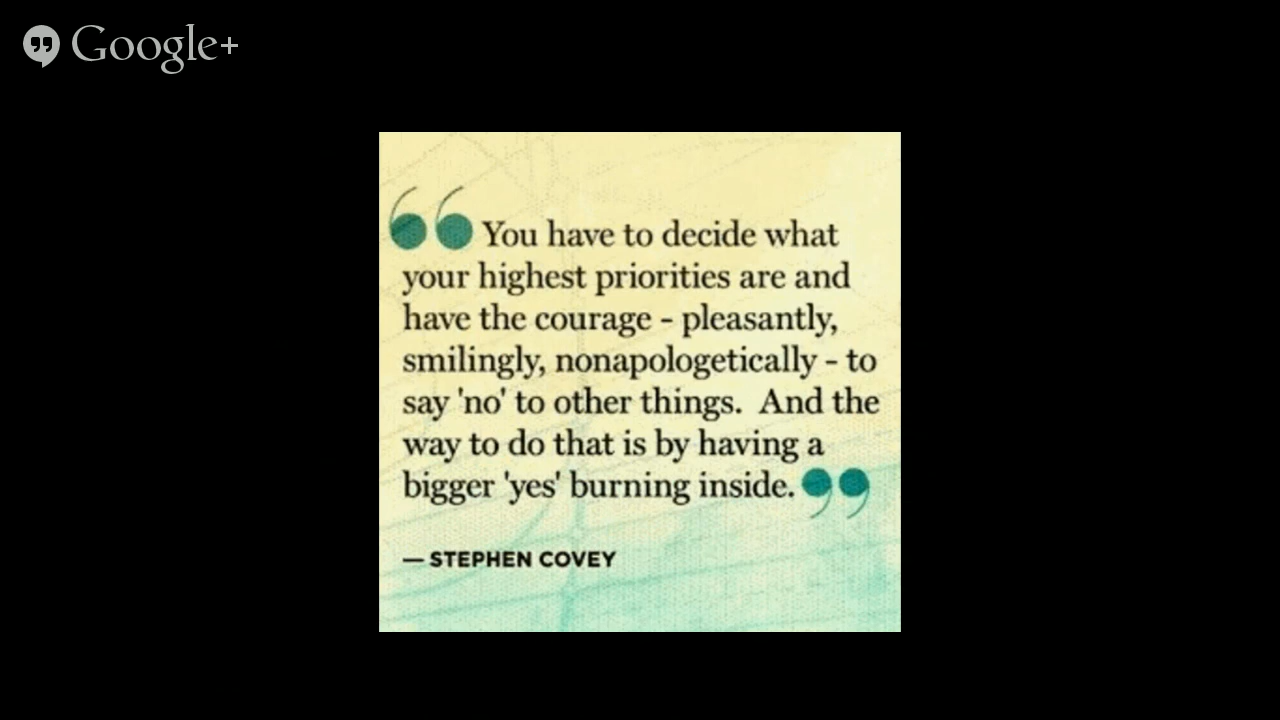 Google+
“ You have to decide what
your highest priorities are and
have the courage - pleasantly,
smilingly, nonapologetically - to
say 'no' to other things.  And the
way to do that is by having a
bigger 'yes' burning inside. ”
— STEPHEN COVEY